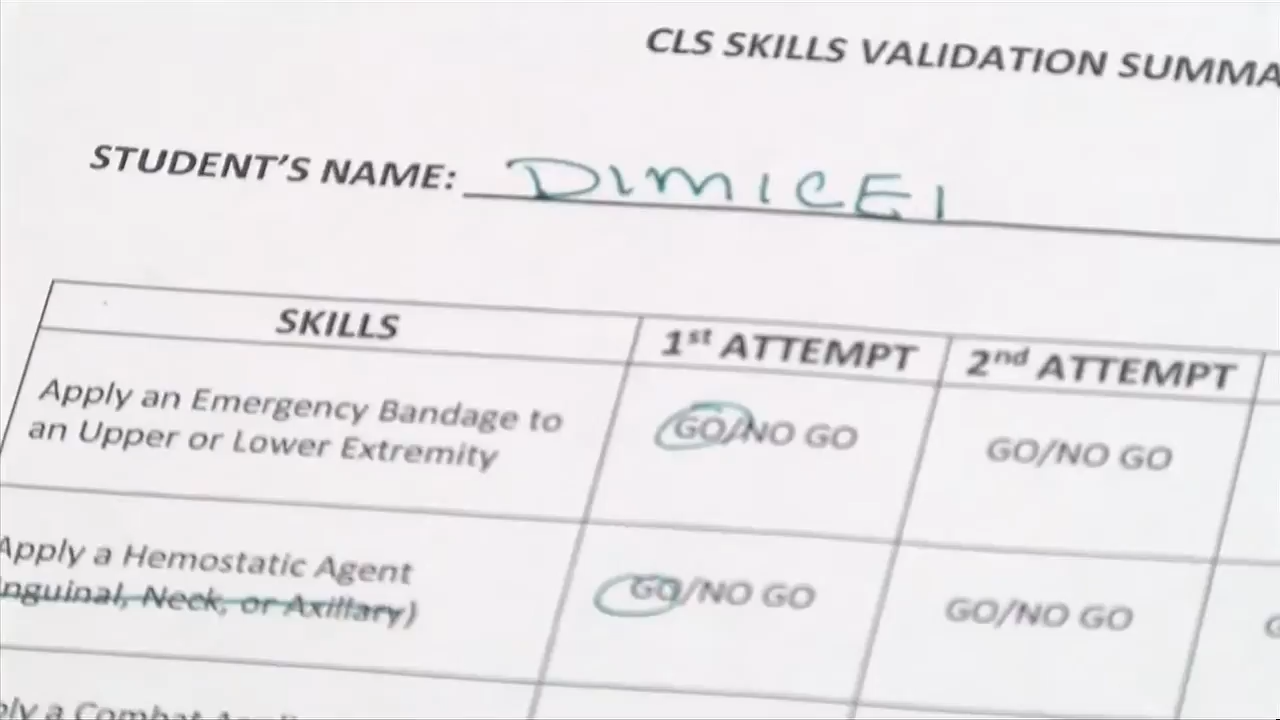 CLS SKILLS VALIDATION SUMMA
STUDENT'S NAME: DIMICEI
SKILLS 1st ATTEMPT 2nd ATTEMPT
Apply an Emergency Bandage to
an Upper or Lower Extremity
GO/NO GO GO/NO GO
Apply a Hemostatic Agent
nguinal, Neck, or Axillary)
GO/NO GO GO/NO GO
ply a Combat